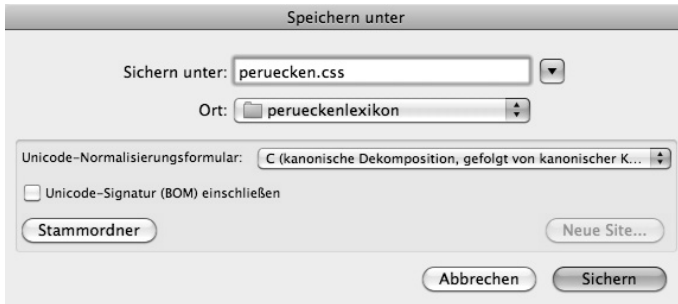 Speichern unter
Sichern unter: peruecken.css
Ort: perueckenlexikon
Unicode-Normalisierungsformular: C (kanonische Dekomposition, gefolgt von kanonischer K...
Unicode-Signatur (BOM) einschließen
Stammordner Neue Site...
Abbrechen Sichern